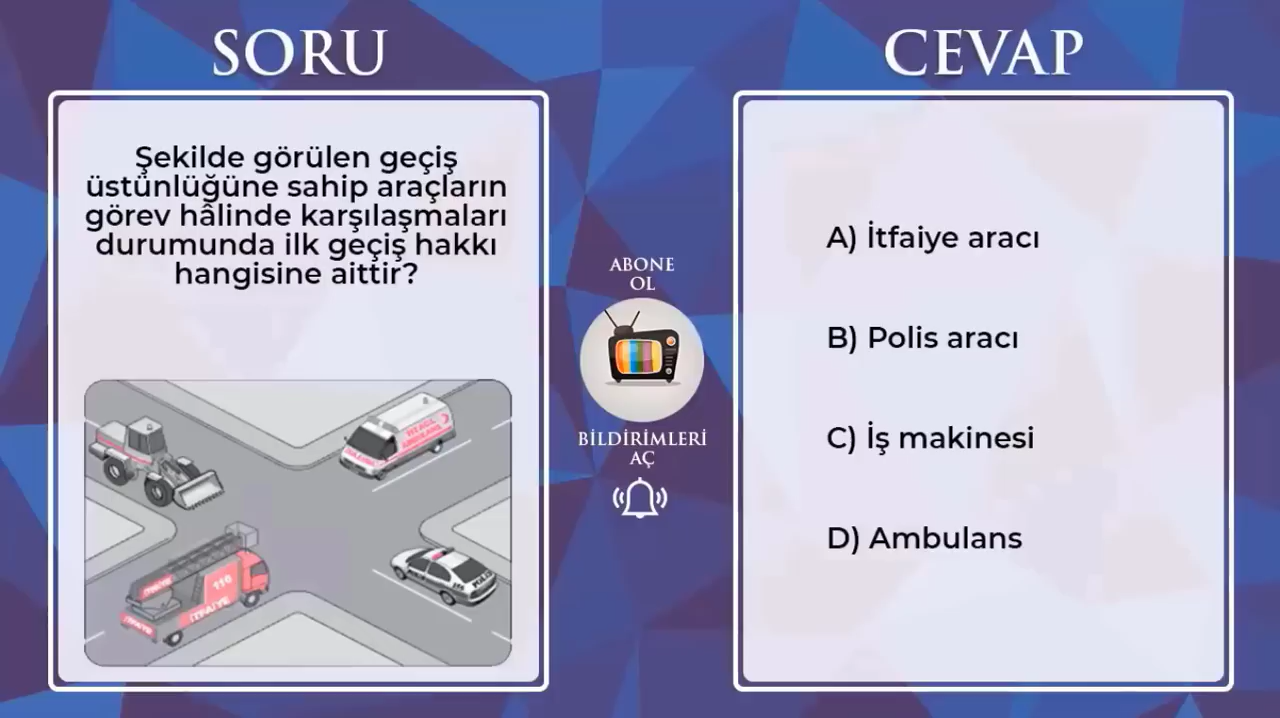 SORU
Şekilde görülen geçiş
üstünlüğüne sahip araçların
görev hâlinde karşılaşmaları
durumunda ilk geçiş hakkı
hangisine aittir?
110
İTFAİYE
POLİS
ABONE
OL
BİLDİRİMLERİ
AÇ
CEVAP
A) İtfaiye aracı
B) Polis aracı
C) İş makinesi
D) Ambulans